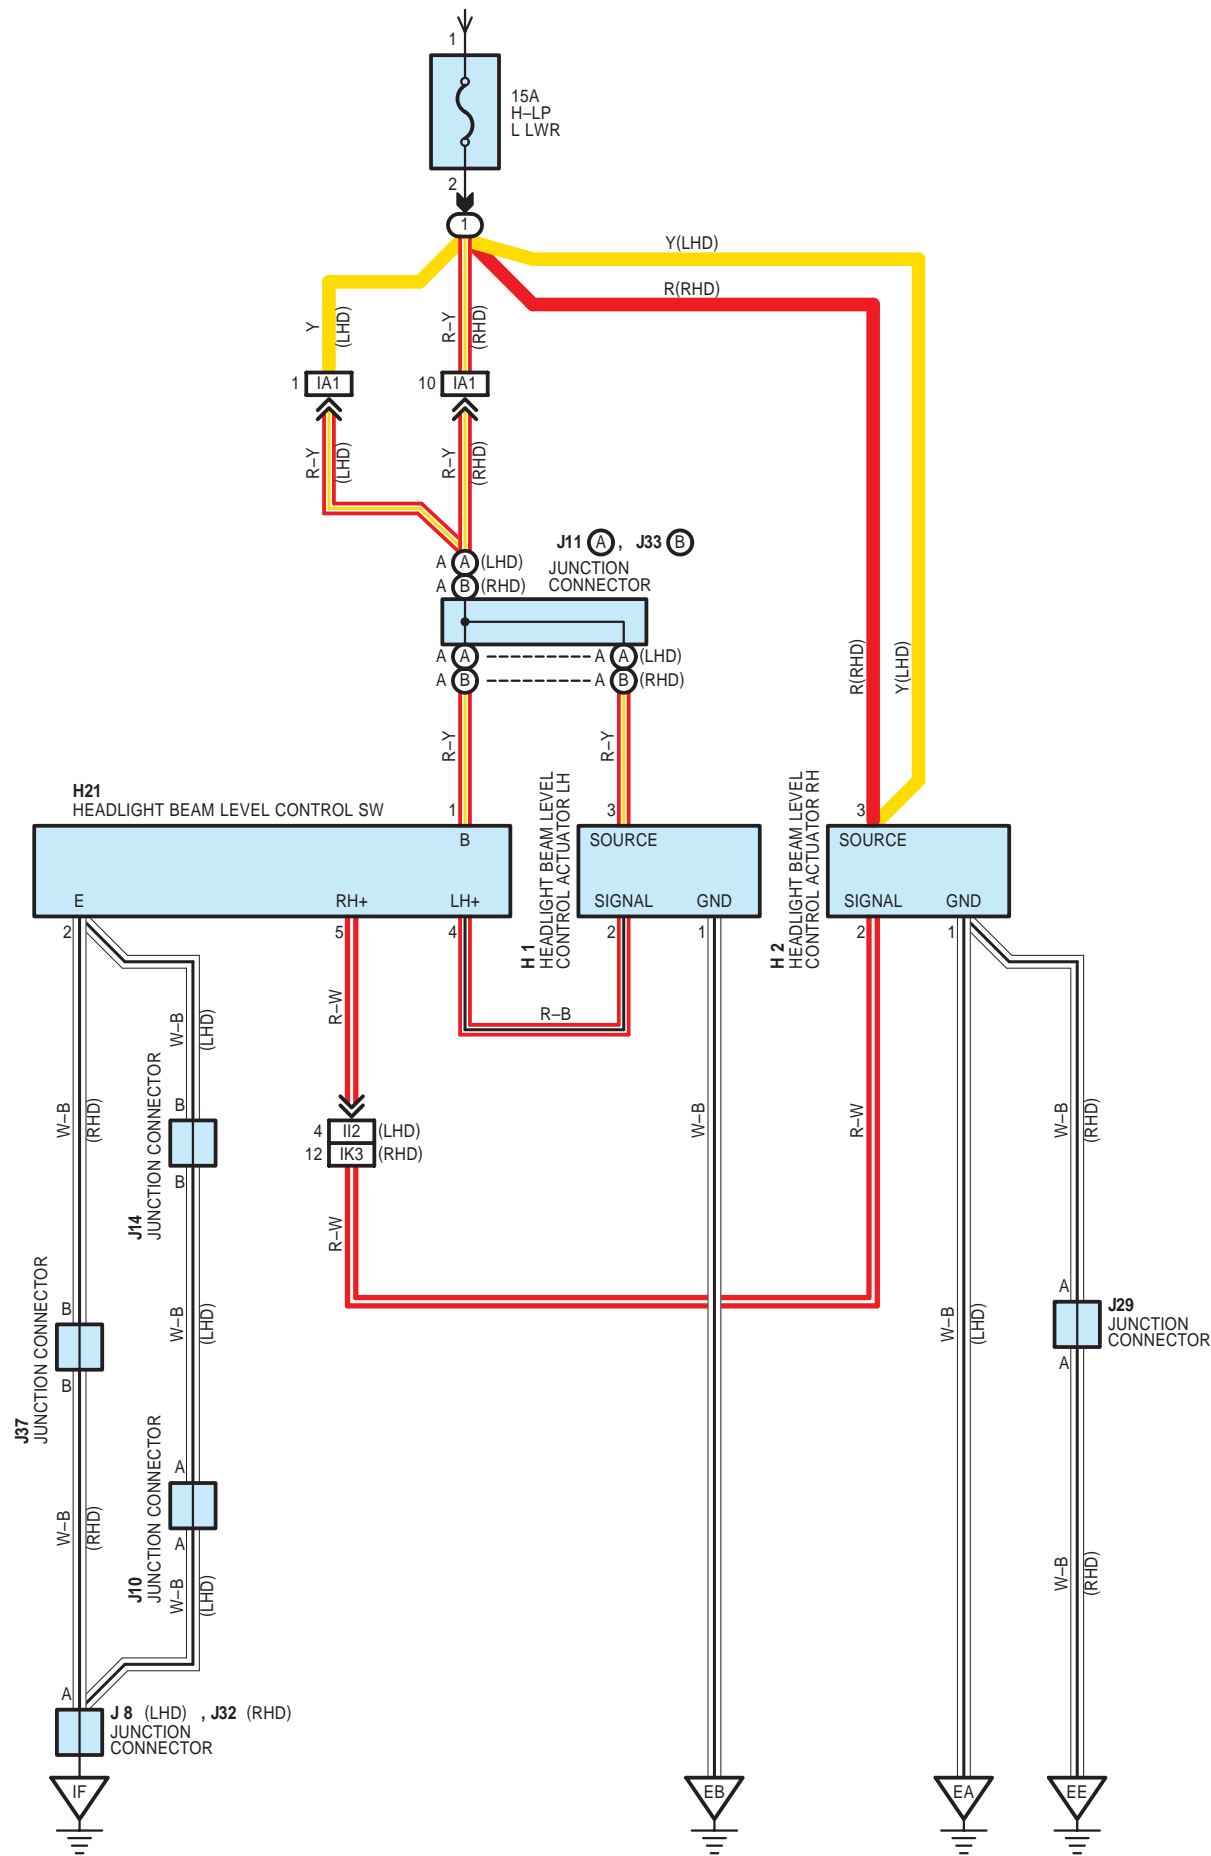 1
15A
H–LP
L LWR
2
1
Y(LHD)
R(RHD)
Y
(LHD)
R–Y
(RHD)
1 IA1
10 IA1
R–Y
(LHD)
R–Y
(RHD)
J11 A , J33 B
JUNCTION
CONNECTOR
A A (LHD)
A B (RHD)
A A A A (LHD)
A B A B (RHD)
R–Y
R–Y
R(RHD)
Y(LHD)
H21
HEADLIGHT BEAM LEVEL CONTROL SW
1
B
E
RH+
LH+
2
5
4
H 1
HEADLIGHT BEAM LEVEL
CONTROL ACTUATOR LH
3
SOURCE
SIGNAL
GND
2
1
H 2
HEADLIGHT BEAM LEVEL
CONTROL ACTUATOR RH
3
SOURCE
SIGNAL
GND
2
1
R–B
R–W
W–B
(LHD)
W–B
(RHD)
B
B
J14
JUNCTION CONNECTOR
4 II2 (LHD)
12 IK3 (RHD)
W–B
R–W
W–B
(RHD)
R–W
B
B
J37
JUNCTION CONNECTOR
W–B
(LHD)
W–B
(LHD)
A
A
J29
JUNCTION
CONNECTOR
A
A
J10
JUNCTION CONNECTOR
W–B
(RHD)
W–B
(LHD)
W–B
(RHD)
A
J 8 (LHD) , J32 (RHD)
JUNCTION
CONNECTOR
IF
EB
EA
EE